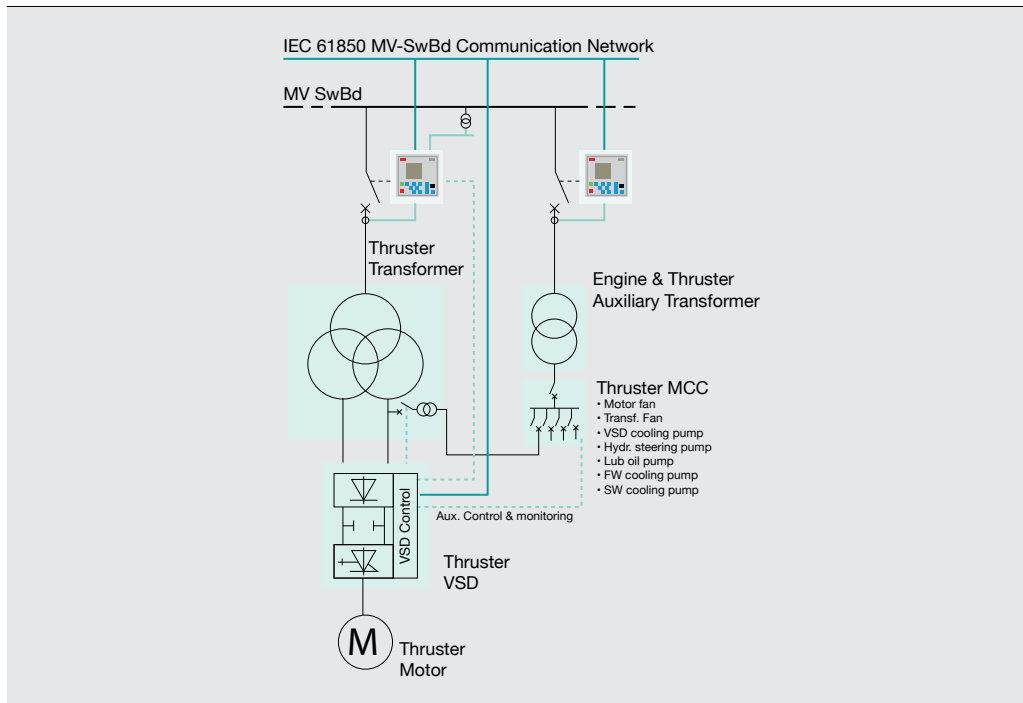 IEC 61850 MV-SwBd Communication Network
MV SwBd
Thruster
Transformer
Engine & Thruster
Auxiliary Transformer
Thruster MCC
• Motor fan
• Transf. Fan
• VSD cooling pump
• Hydr. steering pump
• Lub oil pump
• FW cooling pump
• SW cooling pump
VSD Control
Aux. Control & monitoring
Thruster
VSD
M
Thruster
Motor